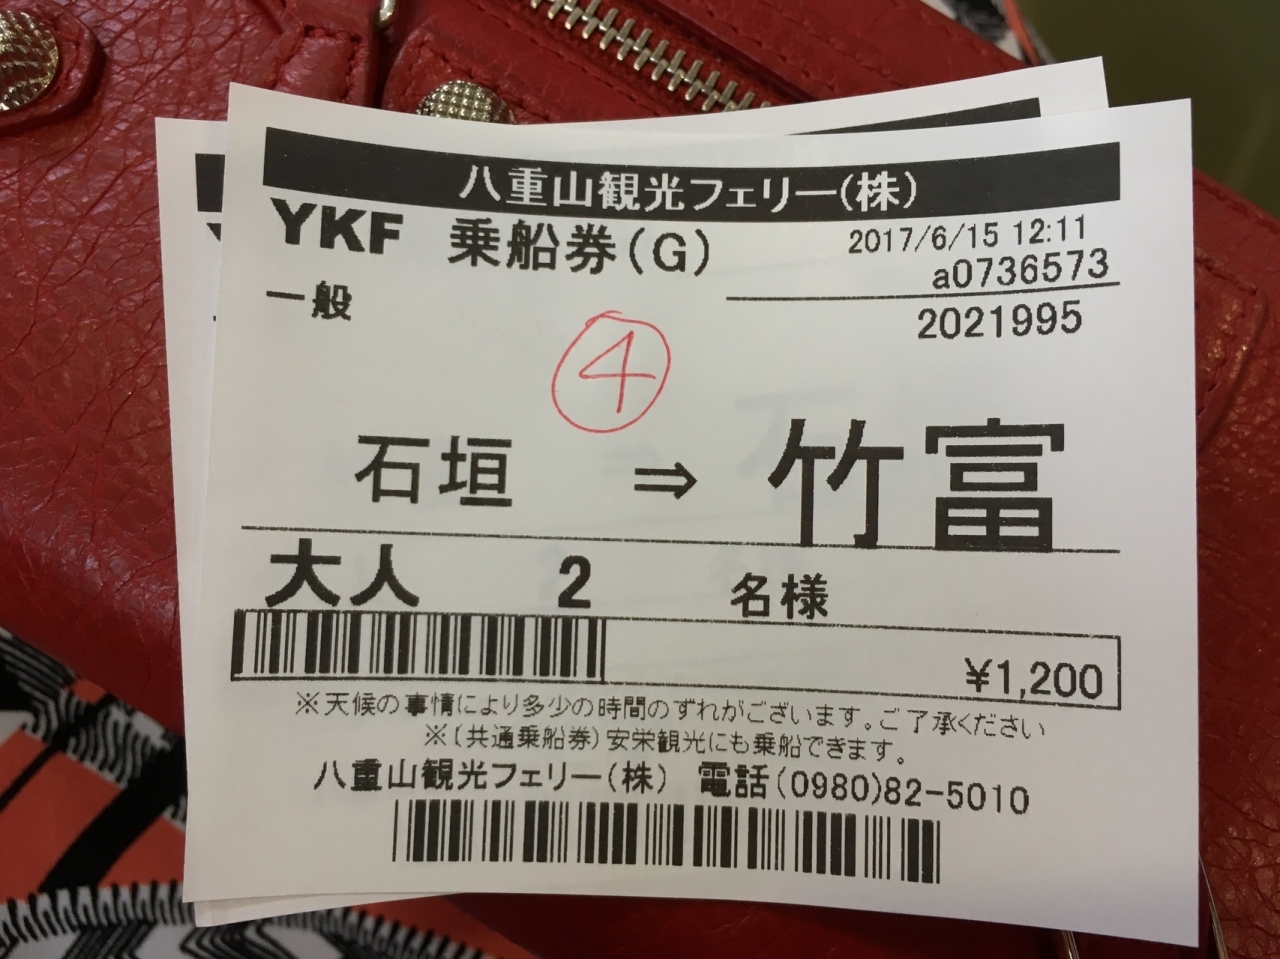 八重山観光フェリー(株)
YKF 乗船券(G) 2017/6/15 12:11
a0736573
一般 2021995
④
石垣 ⇒ 竹富
大人 2 名様
¥1,200
※天候の事情により多少の時間のずれがございます。ご了承ください
※(共通乗船券)安栄観光にも乗船できます。
八重山観光フェリー(株) 電話(0980)82-5010